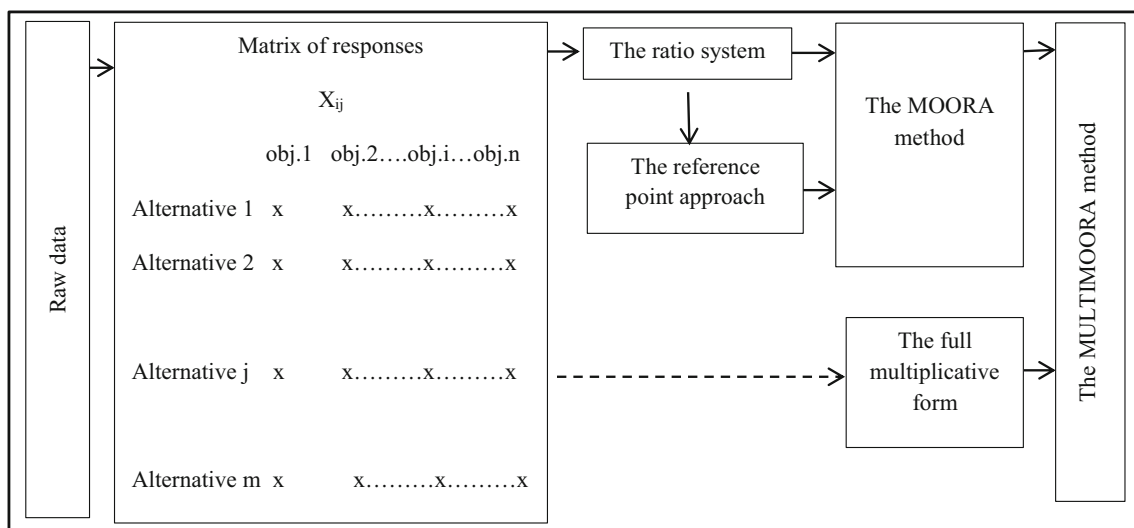 Raw data
Matrix of responses
X_ij
obj.1 obj.2….obj.i…obj.n
Alternative 1 x x………x………x
Alternative 2 x x………x………x
Alternative j x x………x………x
Alternative m x x………x………x
The ratio system
The reference
point approach
The MOORA
method
The full
multiplicative
form
The MULTIMOORA method